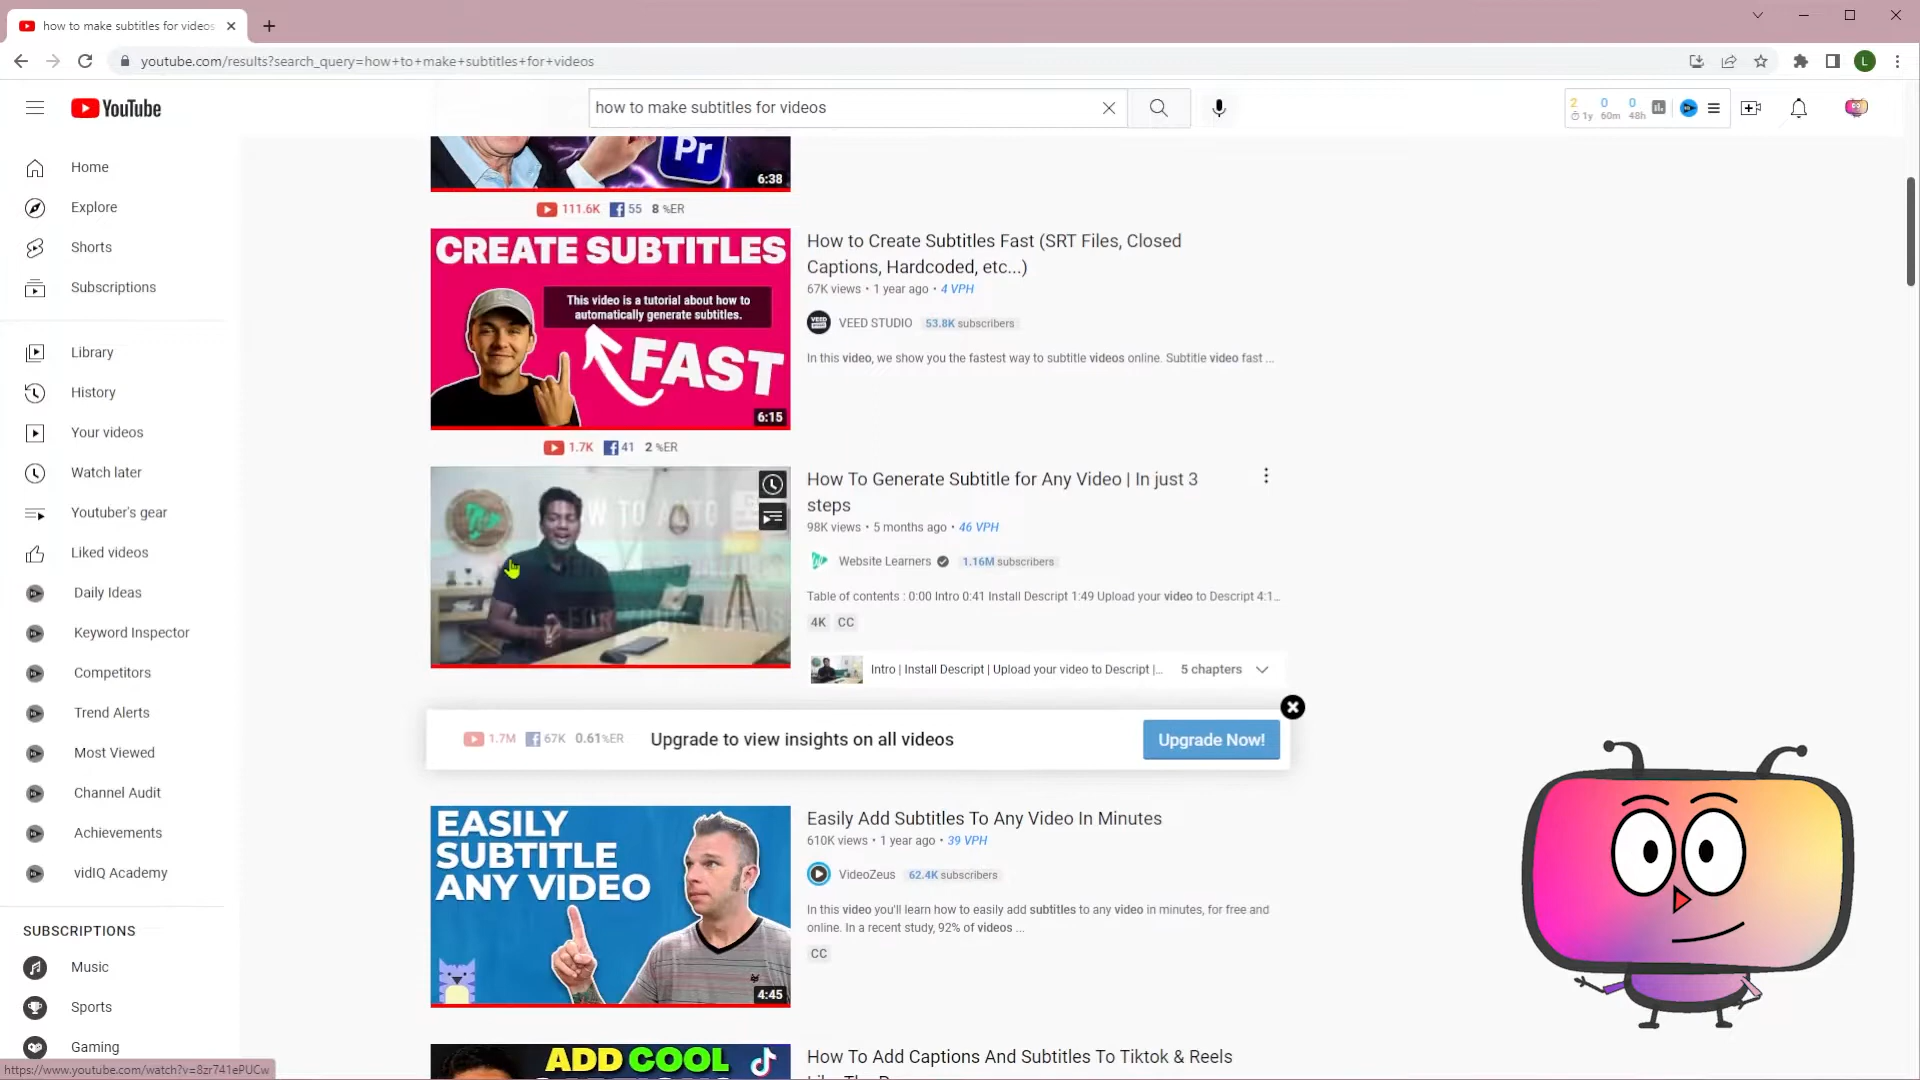 how to make subtitles for videos
youtube.com/results?search_query=how+to+make+subtitles+for+videos
L
YouTube
how to make subtitles for videos
2 0 0
1y 60m 48h
Home
Explore
Shorts
Subscriptions
Library
History
Your videos
Watch later
Youtuber's gear
Liked videos
Daily Ideas
Keyword Inspector
Competitors
Trend Alerts
Most Viewed
Channel Audit
Achievements
vidIQ Academy
SUBSCRIPTIONS
Music
Sports
Gaming
https://www.youtube.com/watch?v=8zr741ePUCw
Pr
6:38
111.6K 55 8 %ER
CREATE SUBTITLES
This video is a tutorial about how to
automatically generate subtitles.
FAST
6:15
How to Create Subtitles Fast (SRT Files, Closed
Captions, Hardcoded, etc...)
67K views • 1 year ago • 4 VPH
VEED STUDIO 53.8K subscribers
In this video, we show you the fastest way to subtitle videos online. Subtitle video fast ...
1.7K 41 2 %ER
HOW TO AUTO
FOR YOUR VIDEOS
How To Generate Subtitle for Any Video | In just 3
steps
98K views • 5 months ago • 46 VPH
Website Learners 1.16M subscribers
Table of contents : 0:00 Intro 0:41 Install Descript 1:49 Upload your video to Descript 4:1...
4K CC
Intro | Install Descript | Upload your video to Descript |... 5 chapters
1.7M 67K 0.61%ER Upgrade to view insights on all videos Upgrade Now!
EASILY
SUBTITLE
ANY VIDEO
4:45
Easily Add Subtitles To Any Video In Minutes
610K views • 1 year ago • 39 VPH
VideoZeus 62.4K subscribers
In this video you'll learn how to easily add subtitles to any video in minutes, for free and
online. In a recent study, 92% of videos ...
CC
ADD COOL
How To Add Captions And Subtitles To Tiktok & Reels